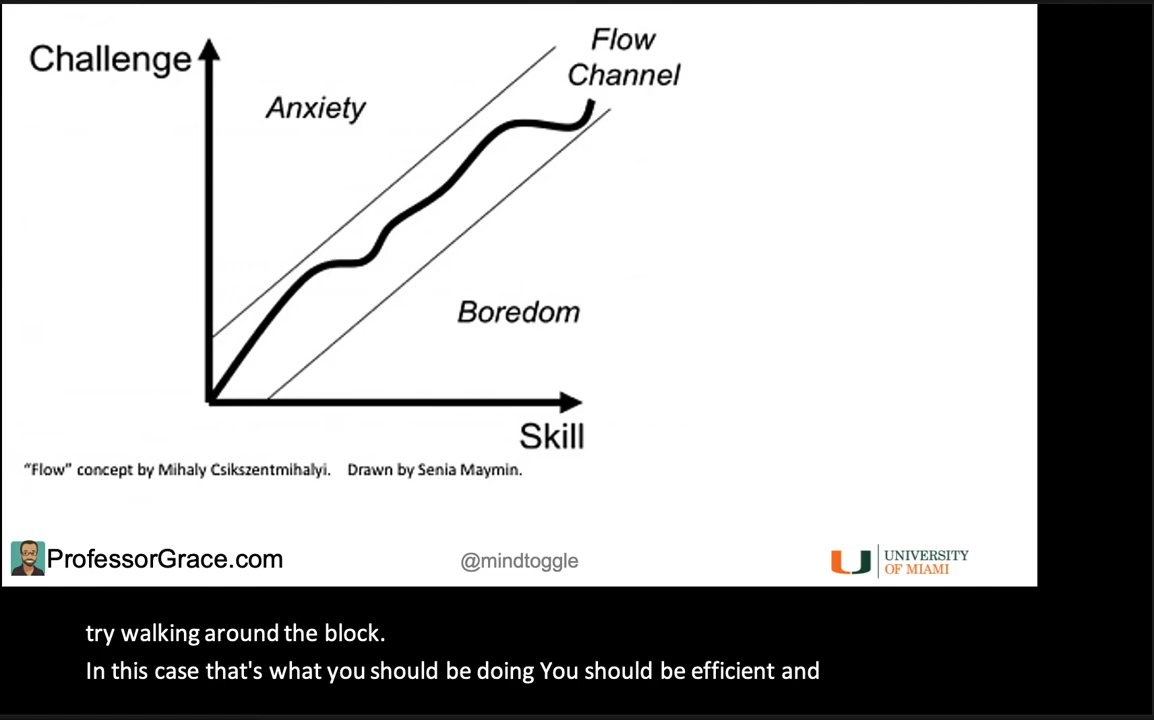 Challenge
Flow
Channel
Anxiety
Boredom
Skill
“Flow” concept by Mihaly Csikszentmihalyi. Drawn by Senia Maymin.
ProfessorGrace.com
@mindtoggle
UNIVERSITY
OF MIAMI
try walking around the block.
In this case that's what you should be doing You should be efficient and